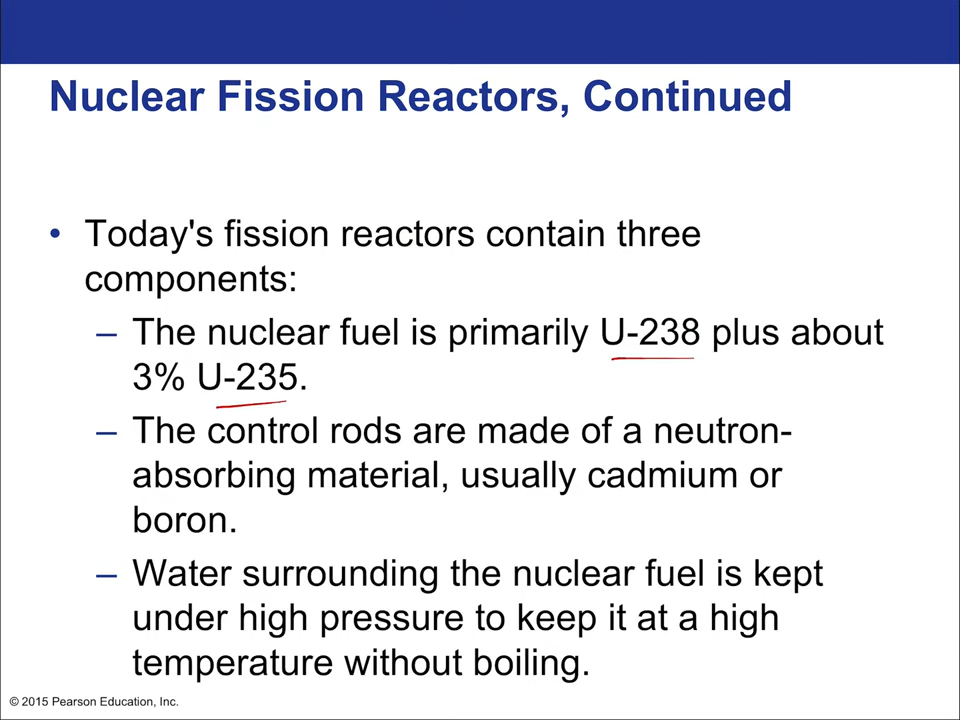 Nuclear Fission Reactors, Continued
• Today's fission reactors contain three
components:
– The nuclear fuel is primarily U-238 plus about
3% U-235.
– The control rods are made of a neutron-
absorbing material, usually cadmium or
boron.
– Water surrounding the nuclear fuel is kept
under high pressure to keep it at a high
temperature without boiling.
© 2015 Pearson Education, Inc.